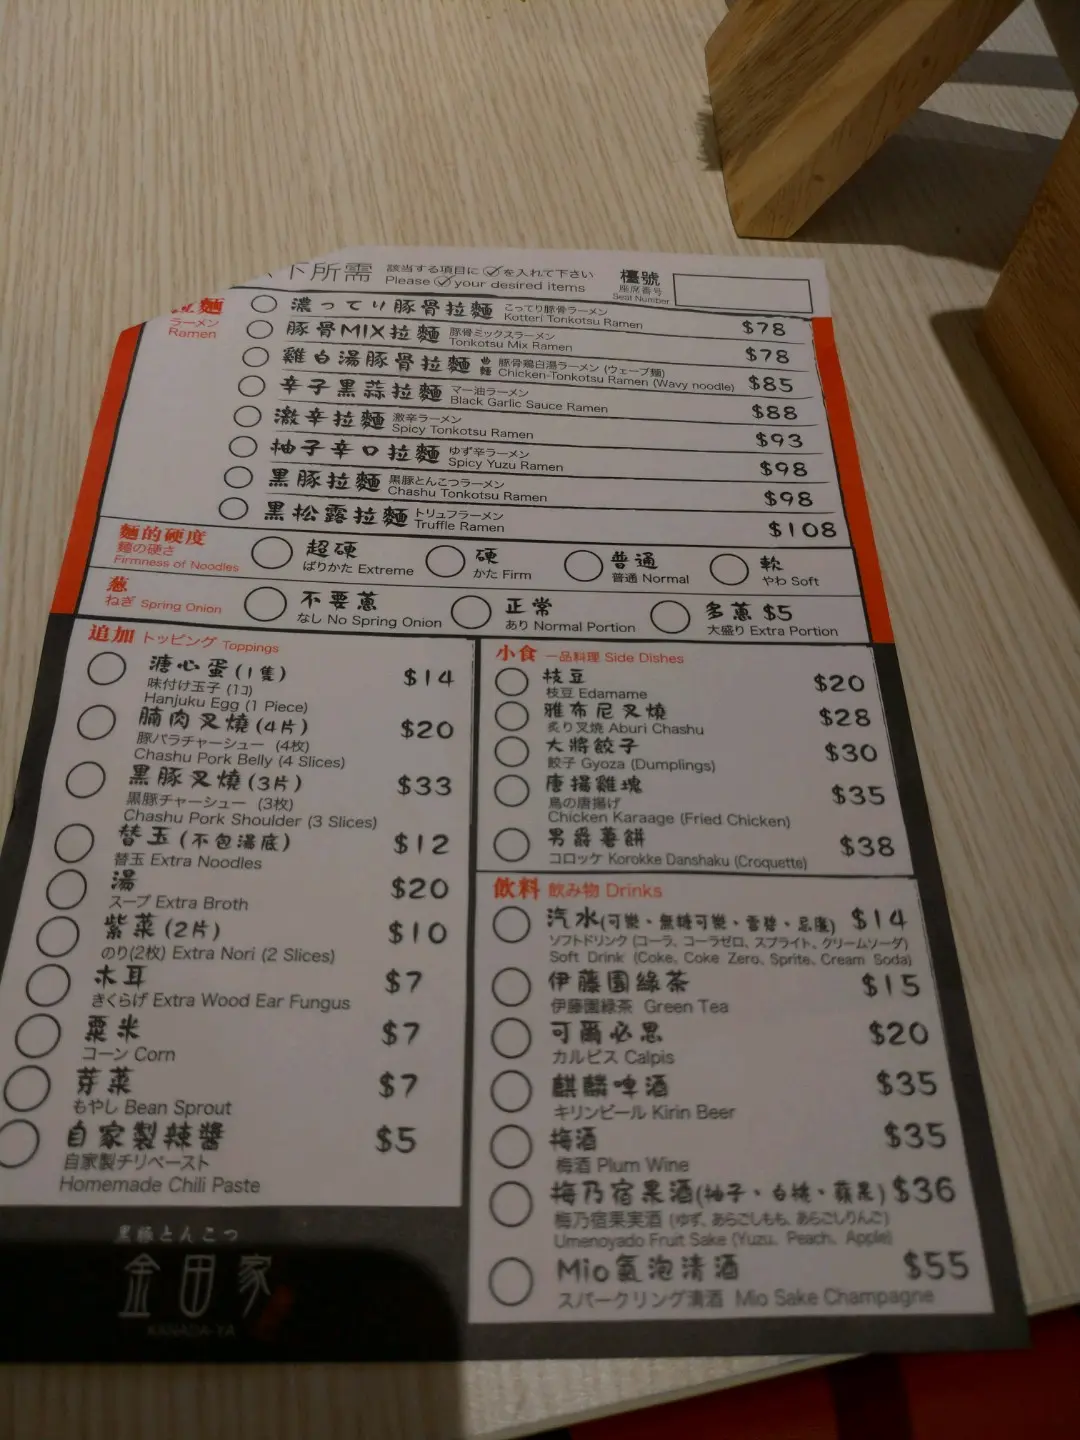 下所需 該当する項目に を入れて下さい
Please your desired items
檯號
座席番号
Seat Number
麵
ラーメン
Ramen
濃ってり豚骨拉麵 こってり豚骨ラーメン
Kotteri Tonkotsu Ramen $78
豚骨MIX拉麵 豚骨ミックスラーメン
Tonkotsu Mix Ramen $78
雞白湯豚骨拉麵 曲麵 豚骨鶏白湯ラーメン (ウェーブ麺)
Chicken-Tonkotsu Ramen (Wavy noodle) $85
辛子黒蒜拉麵 マー油ラーメン
Black Garlic Sauce Ramen $88
激辛拉麵 激辛ラーメン
Spicy Tonkotsu Ramen $93
柚子辛口拉麵 ゆず辛ラーメン
Spicy Yuzu Ramen $98
黒豚拉麵 黒豚とんこつラーメン
Chashu Tonkotsu Ramen $98
黒松露拉麵 トリュフラーメン
Truffle Ramen $108
麵的硬度
麺の硬さ
Firmness of Noodles
超硬
ばりかた Extreme
硬
かた Firm
普通
普通 Normal
軟
やわ Soft
葱
ねぎ Spring Onion
不要蔥
なし No Spring Onion
正常
あり Normal Portion
多蔥 $5
大盛り Extra Portion
追加 トッピング Toppings
溏心蛋(1隻) $14
味付け玉子 (1コ)
Hanjuku Egg (1 Piece)
腩肉叉燒(4片) $20
豚バラチャーシュー (4枚)
Chashu Pork Belly (4 Slices)
黒豚叉燒(3片) $33
黒豚チャーシュー (3枚)
Chashu Pork Shoulder (3 Slices)
替玉(不包湯底) $12
替玉 Extra Noodles
湯 $20
スープ Extra Broth
紫菜(2片) $10
のり(2枚) Extra Nori (2 Slices)
木耳 $7
きくらげ Extra Wood Ear Fungus
粟米 $7
コーン Corn
芽菜 $7
もやし Bean Sprout
自家製辣醬 $5
自家製チリペースト
Homemade Chili Paste
小食 一品料理 Side Dishes
枝豆 $20
枝豆 Edamame
雅布尼叉燒 $28
炙り叉焼 Aburi Chashu
大將餃子 $30
餃子 Gyoza (Dumplings)
唐揚雞塊 $35
鳥の唐揚げ
Chicken Karaage (Fried Chicken)
男爵薯餅 $38
コロッケ Korokke Danshaku (Croquette)
飲料 飲み物 Drinks
汽水(可樂、無糖可樂、雪碧、忌廉) $14
ソフトドリンク (コーラ、コーラゼロ、スプライト、クリームソーダ)
Soft Drink (Coke、Coke Zero、Sprite、Cream Soda)
伊藤園綠茶 $15
伊藤園緑茶 Green Tea
可爾必思 $20
カルピス Calpis
麒麟啤酒 $35
キリンビール Kirin Beer
梅酒 $35
梅酒 Plum Wine
梅乃宿果酒(柚子、白桃、蘋果) $36
梅乃宿果実酒 (ゆず、あらごしもも、あらごしりんご)
Umenoyado Fruit Sake (Yuzu、Peach、Apple)
Mio氣泡清酒 $55
スパークリング清酒 Mio Sake Champagne
黒豚とんこつ
金田家
KANADA-YA